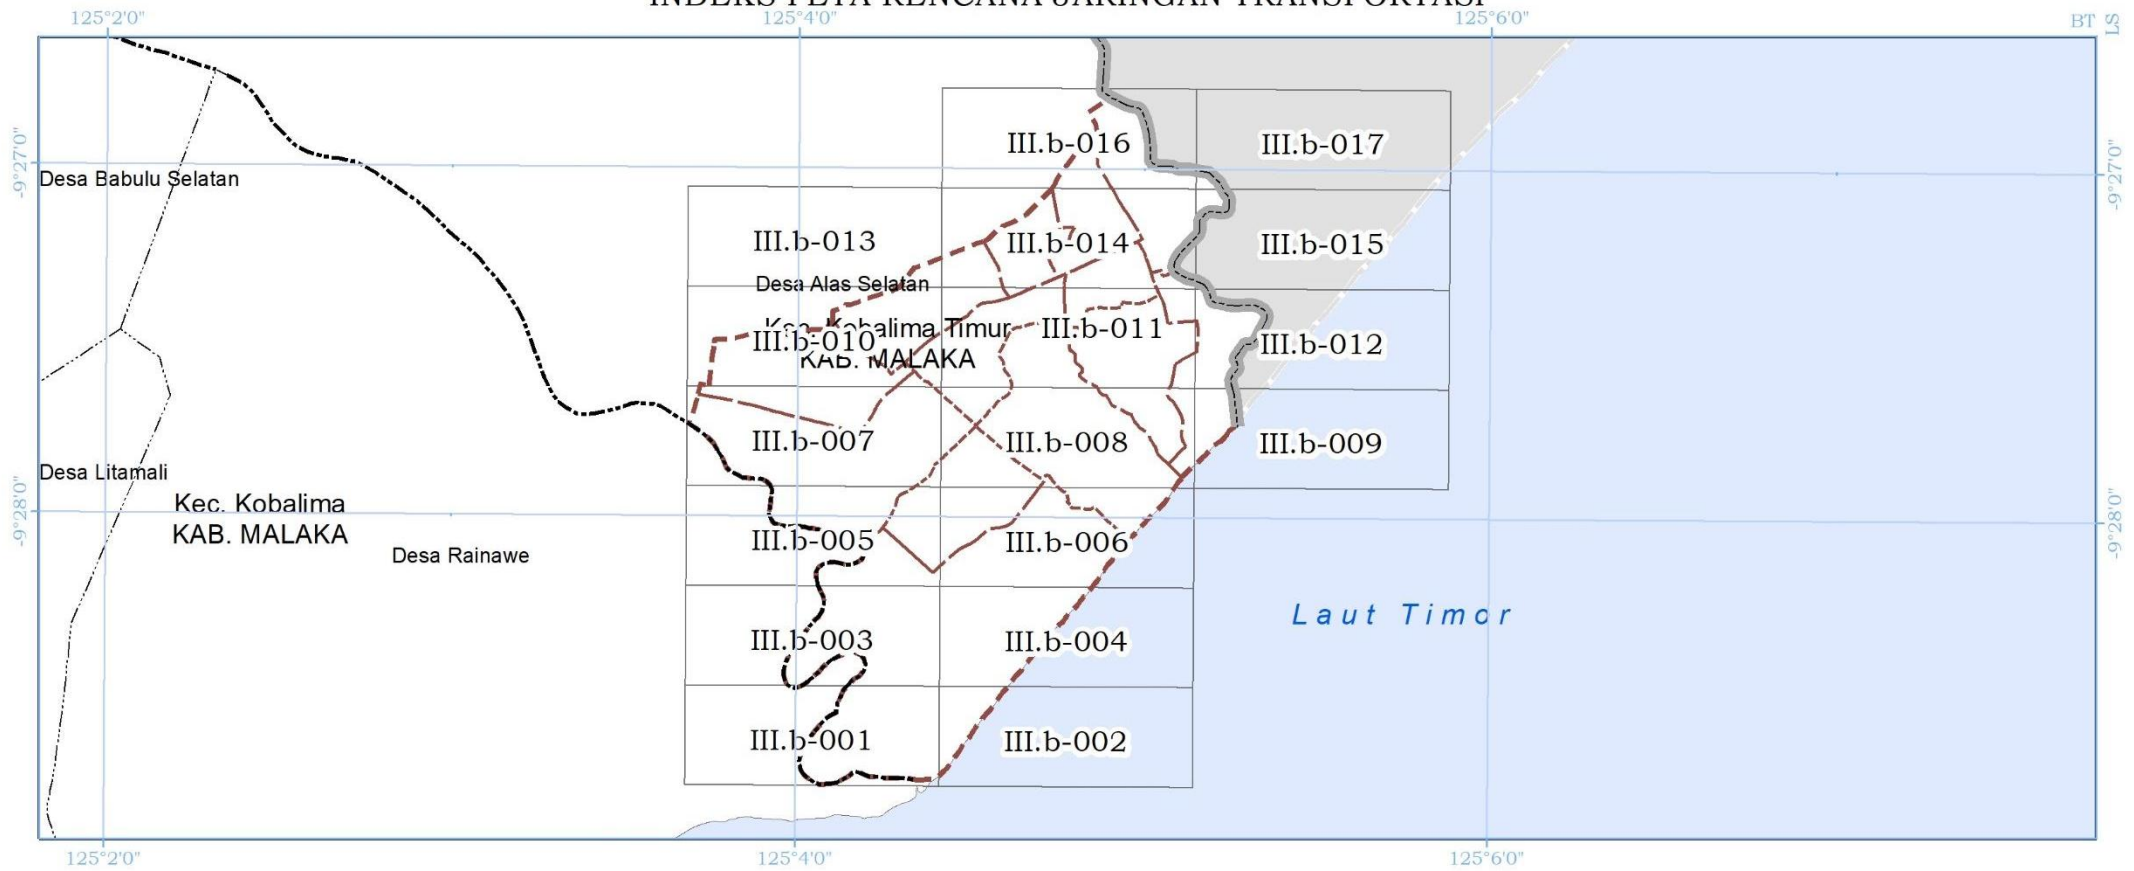 INDEKS PETA RENCANA JARINGAN TRANSPORTASI
125°2'0"
125°4'0"
125°6'0"
BT
LS
-9°27'0"
-9°27'0"
III.b-016
III.b-017
Desa Babulu Selatan
III.b-013
III.b-014
III.b-015
Desa Alas Selatan
Kec. Kobalima Timur
KAB. MALAKA
III.b-010
III.b-011
III.b-012
III.b-007
III.b-008
III.b-009
Desa Litamali
Kec. Kobalima
KAB. MALAKA
Desa Rainawe
-9°28'0"
-9°28'0"
III.b-005
III.b-006
Laut Timor
III.b-003
III.b-004
III.b-001
III.b-002
125°2'0"
125°4'0"
125°6'0"